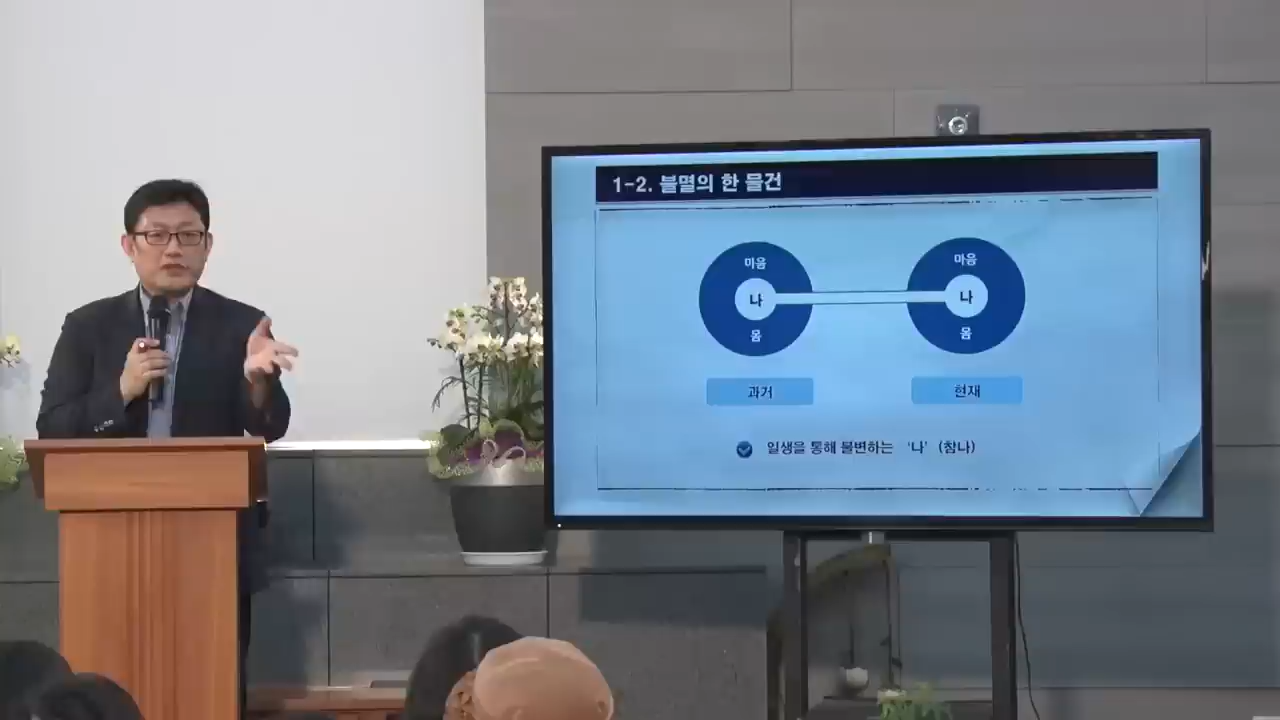 1-2. 불멸의 한 물건
마음
나
몸
마음
나
몸
과거
현재
일생을 통해 불변하는 '나' (참나)